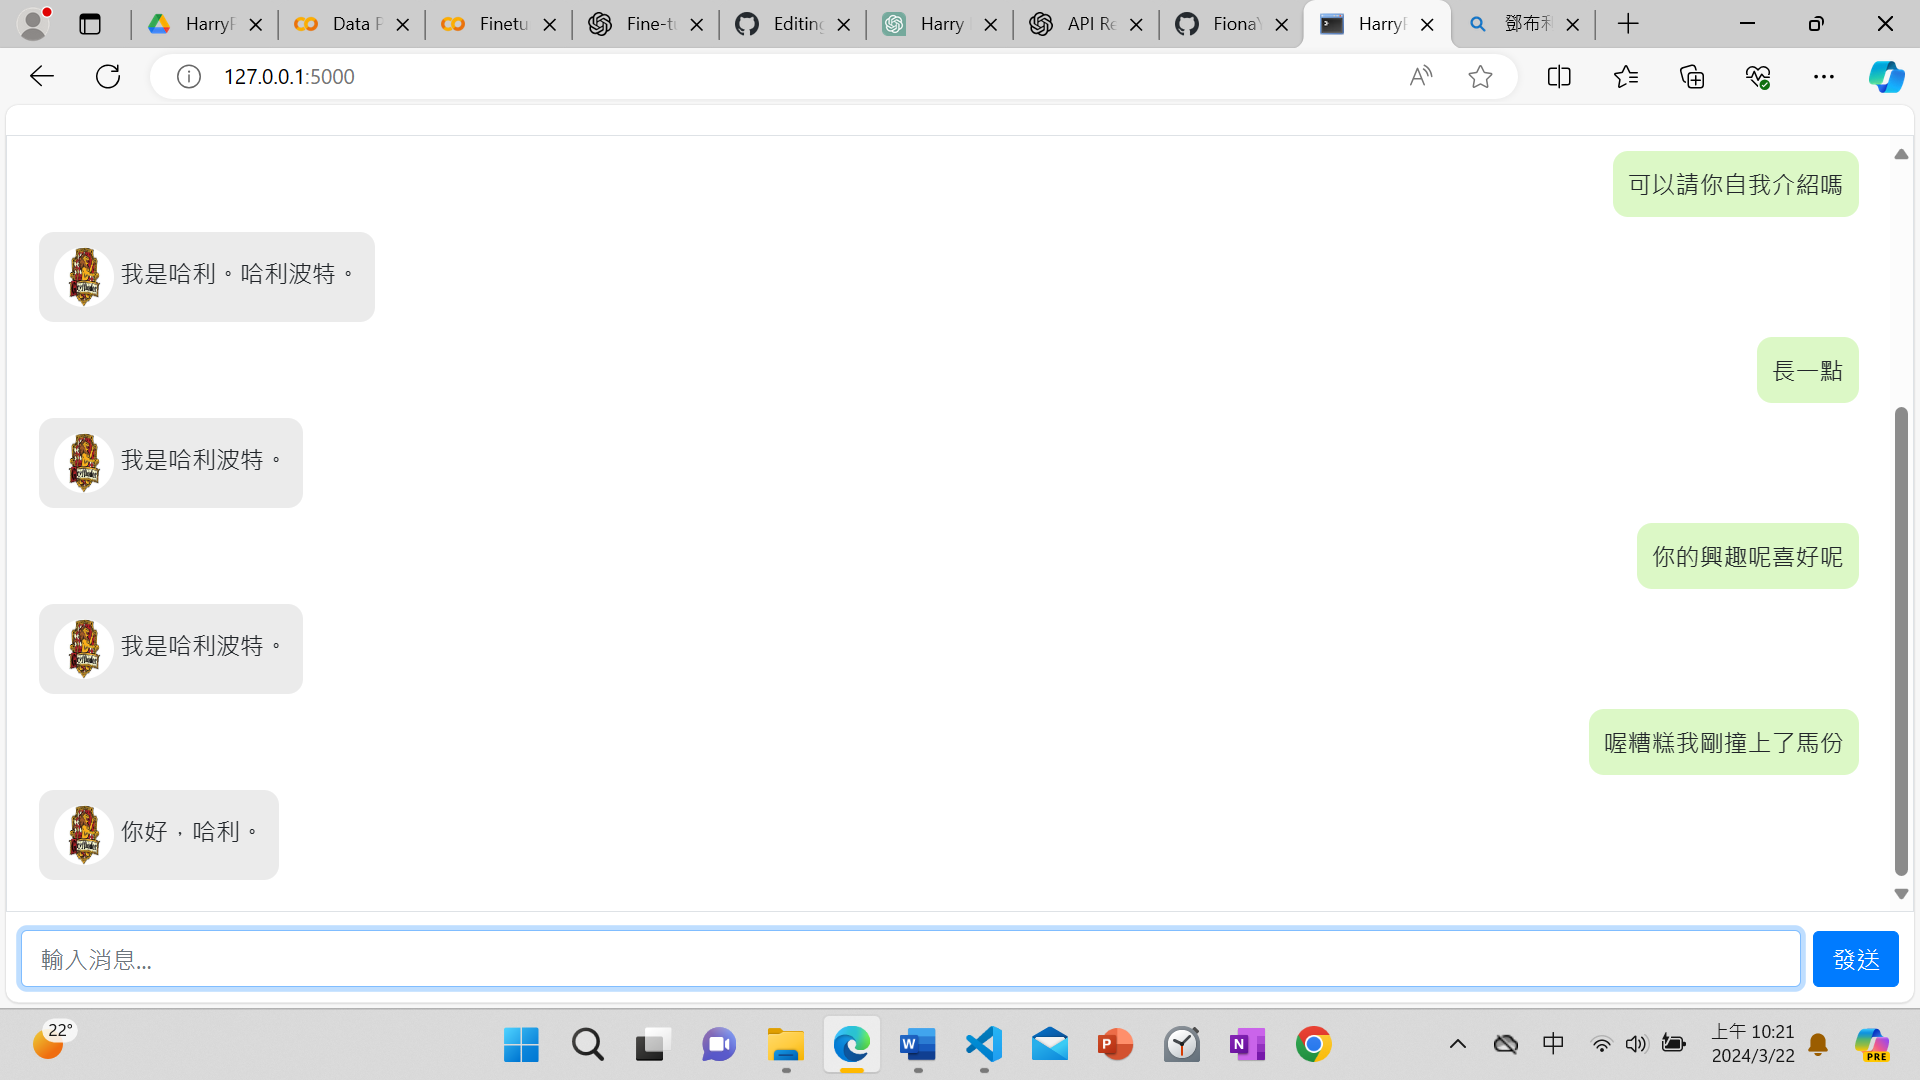 HarryP
Data P
Finetu
Fine-tu
Editing
Harry
API Re
FionaY
HarryP
鄧布利
127.0.0.1:5000
可以請你自我介紹嗎
我是哈利。哈利波特。
長一點
我是哈利波特。
你的興趣呢喜好呢
我是哈利波特。
喔糟糕我剛撞上了馬份
你好，哈利。
輸入消息...
發送
22°
中
上午 10:21
2024/3/22
PRE